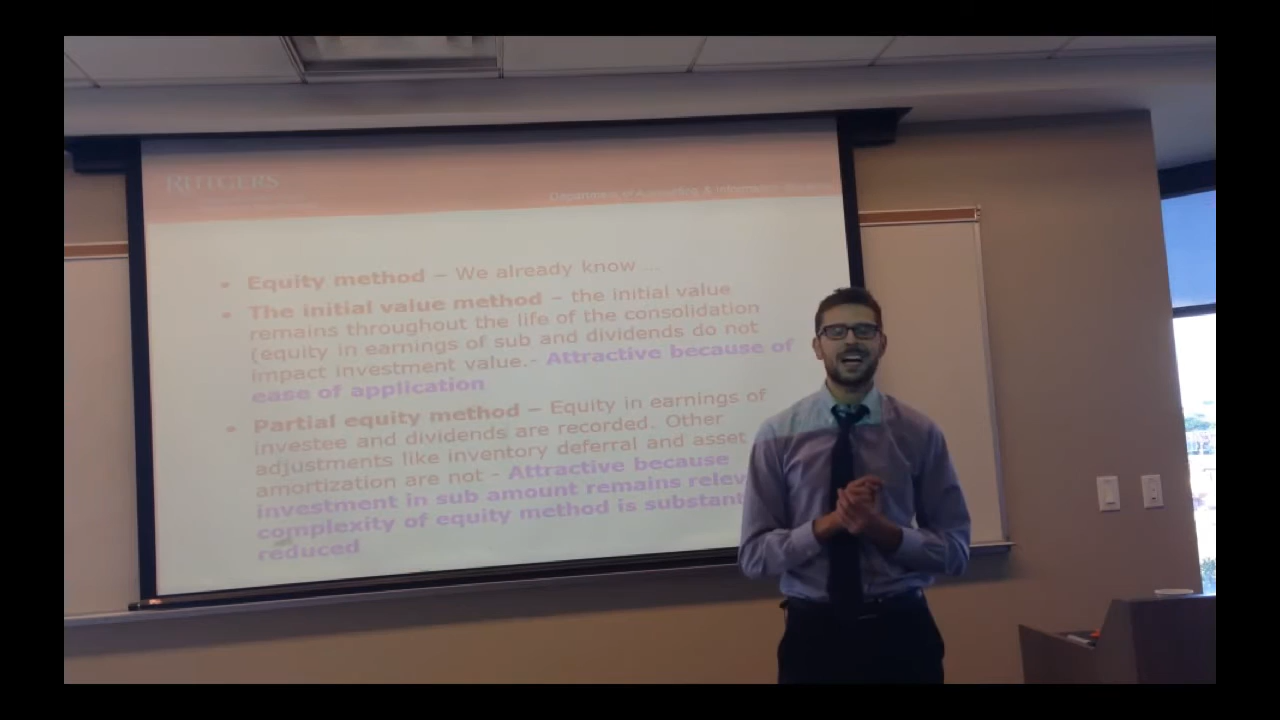 RUTGERS
Department of Accounting & Information
• Equity method – We already know ...
• The initial value method – the initial value
remains throughout the life of the consolidation
(equity in earnings of sub and dividends do not
impact investment value.- Attractive because of
ease of application
• Partial equity method – Equity in earnings of
investee and dividends are recorded. Other
adjustments like inventory deferral and asset
amortization are not - Attractive because
investment in sub amount remains
complexity of equity method is
reduced